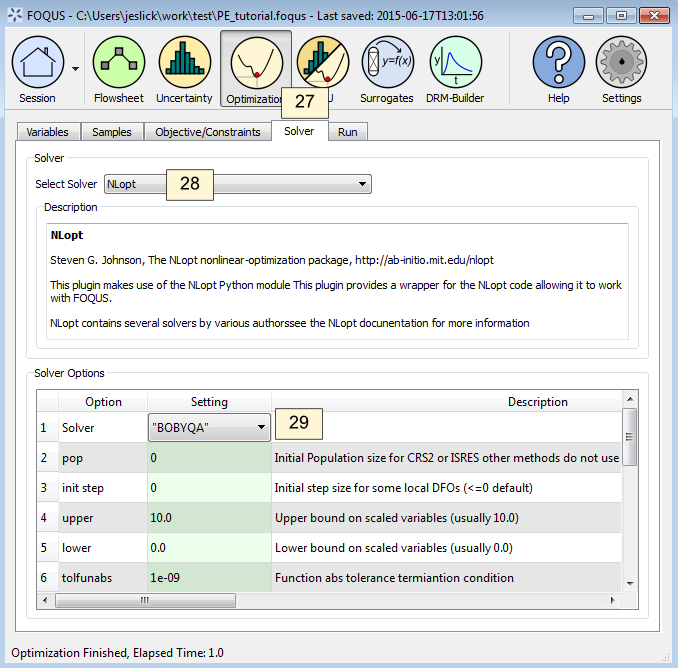 FOQUS - C:\Users\jeslick\work\test\PE_tutorial.foqus - Last saved: 2015-06-17T13:01:56
y=f(x)
y
t
?
Session
Flowsheet
Uncertainty
Optimization
U
Surrogates
DRM-Builder
Help
Settings
27
Variables
Samples
Objective/Constraints
Solver
Run
Solver
Select Solver
NLopt
28
Description
NLopt
Steven G. Johnson, The NLopt nonlinear-optimization package, http://ab-initio.mit.edu/nlopt
This plugin makes use of the NLopt Python module This plugin provides a wrapper for the NLopt code allowing it to work
with FOQUS.
NLopt contains several solvers by various authorssee the NLopt docunentation for more information
Solver Options
Option Setting Description
1 Solver "BOBYQA" 29
2 pop 0 Initial Population size for CRS2 or ISRES other methods do not use
3 init step 0 Initial step size for some local DFOs (<=0 default)
4 upper 10.0 Upper bound on scaled variables (usually 10.0)
5 lower 0.0 Lower bound on scaled variables (usually 0.0)
6 tolfunabs 1e-09 Function abs tolerance termiantion condition
Optimization Finished, Elapsed Time: 1.0